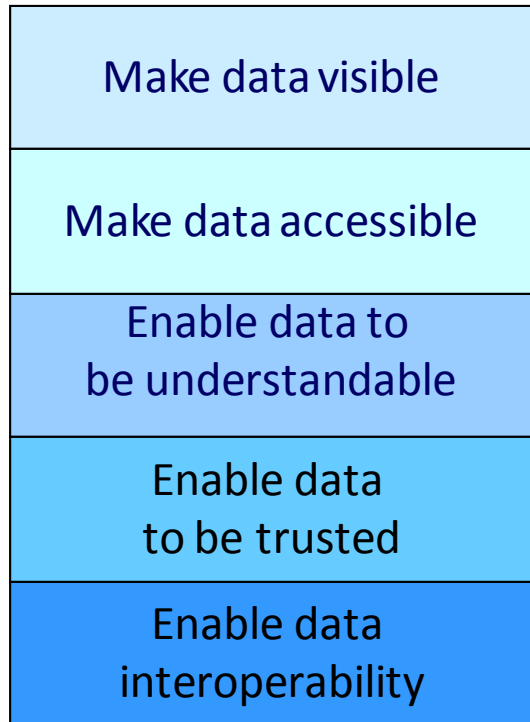 Make data visible
Make data accessible
Enable data to
be understandable
Enable data
to be trusted
Enable data
interoperability